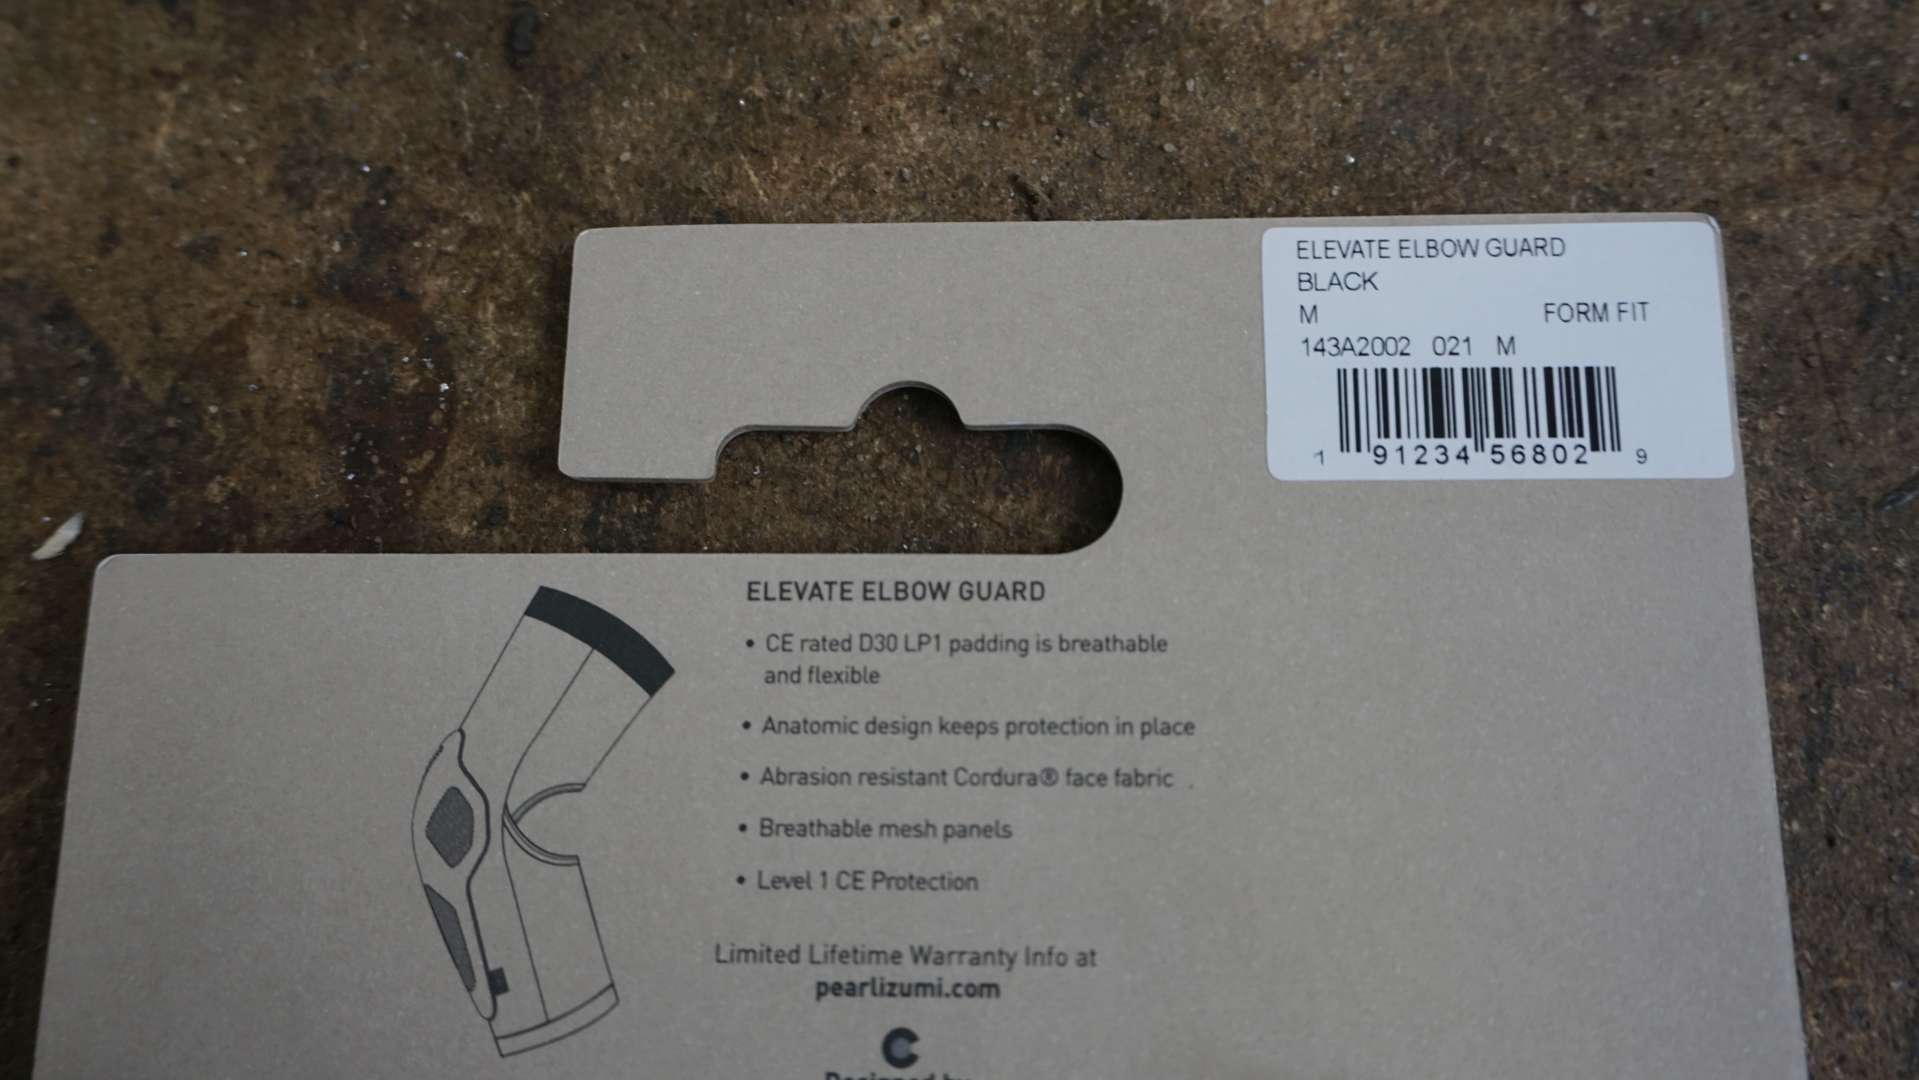 ELEVATE ELBOW GUARD
BLACK
M FORM FIT
143A2002 021 M
1 91234 56802 9
ELEVATE ELBOW GUARD
• CE rated D30 LP1 padding is breathable
and flexible
• Anatomic design keeps protection in place
• Abrasion resistant Cordura® face fabric
• Breathable mesh panels
• Level 1 CE Protection
Limited Lifetime Warranty Info at
pearlizumi.com
Designed by